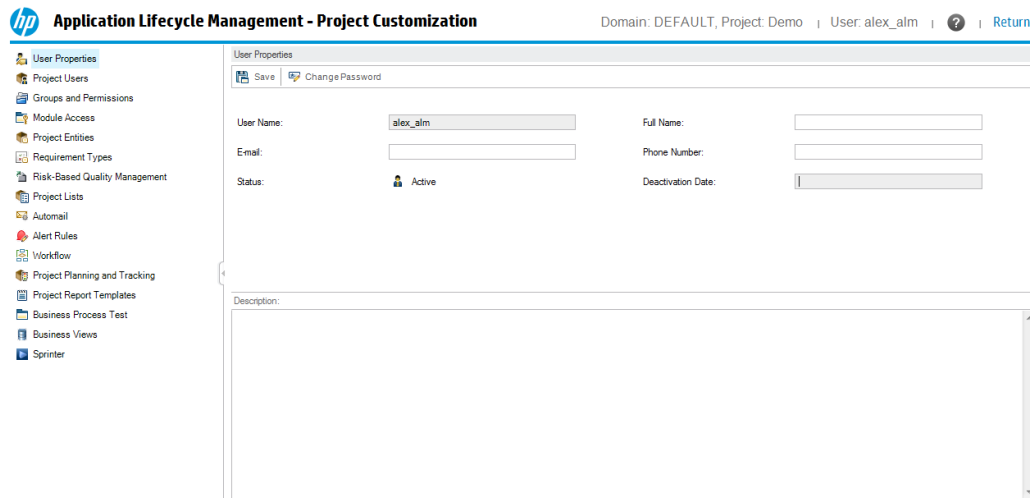 hp Application Lifecycle Management - Project Customization Domain: DEFAULT, Project: Demo | User: alex_alm | ? | Return
User Properties
Project Users
Groups and Permissions
Module Access
Project Entities
Requirement Types
Risk-Based Quality Management
Project Lists
Automail
Alert Rules
Workflow
Project Planning and Tracking
Project Report Templates
Business Process Test
Business Views
Sprinter
User Properties
Save Change Password
User Name: alex_alm Full Name:
E-mail: Phone Number:
Status: Active Deactivation Date:
Description: